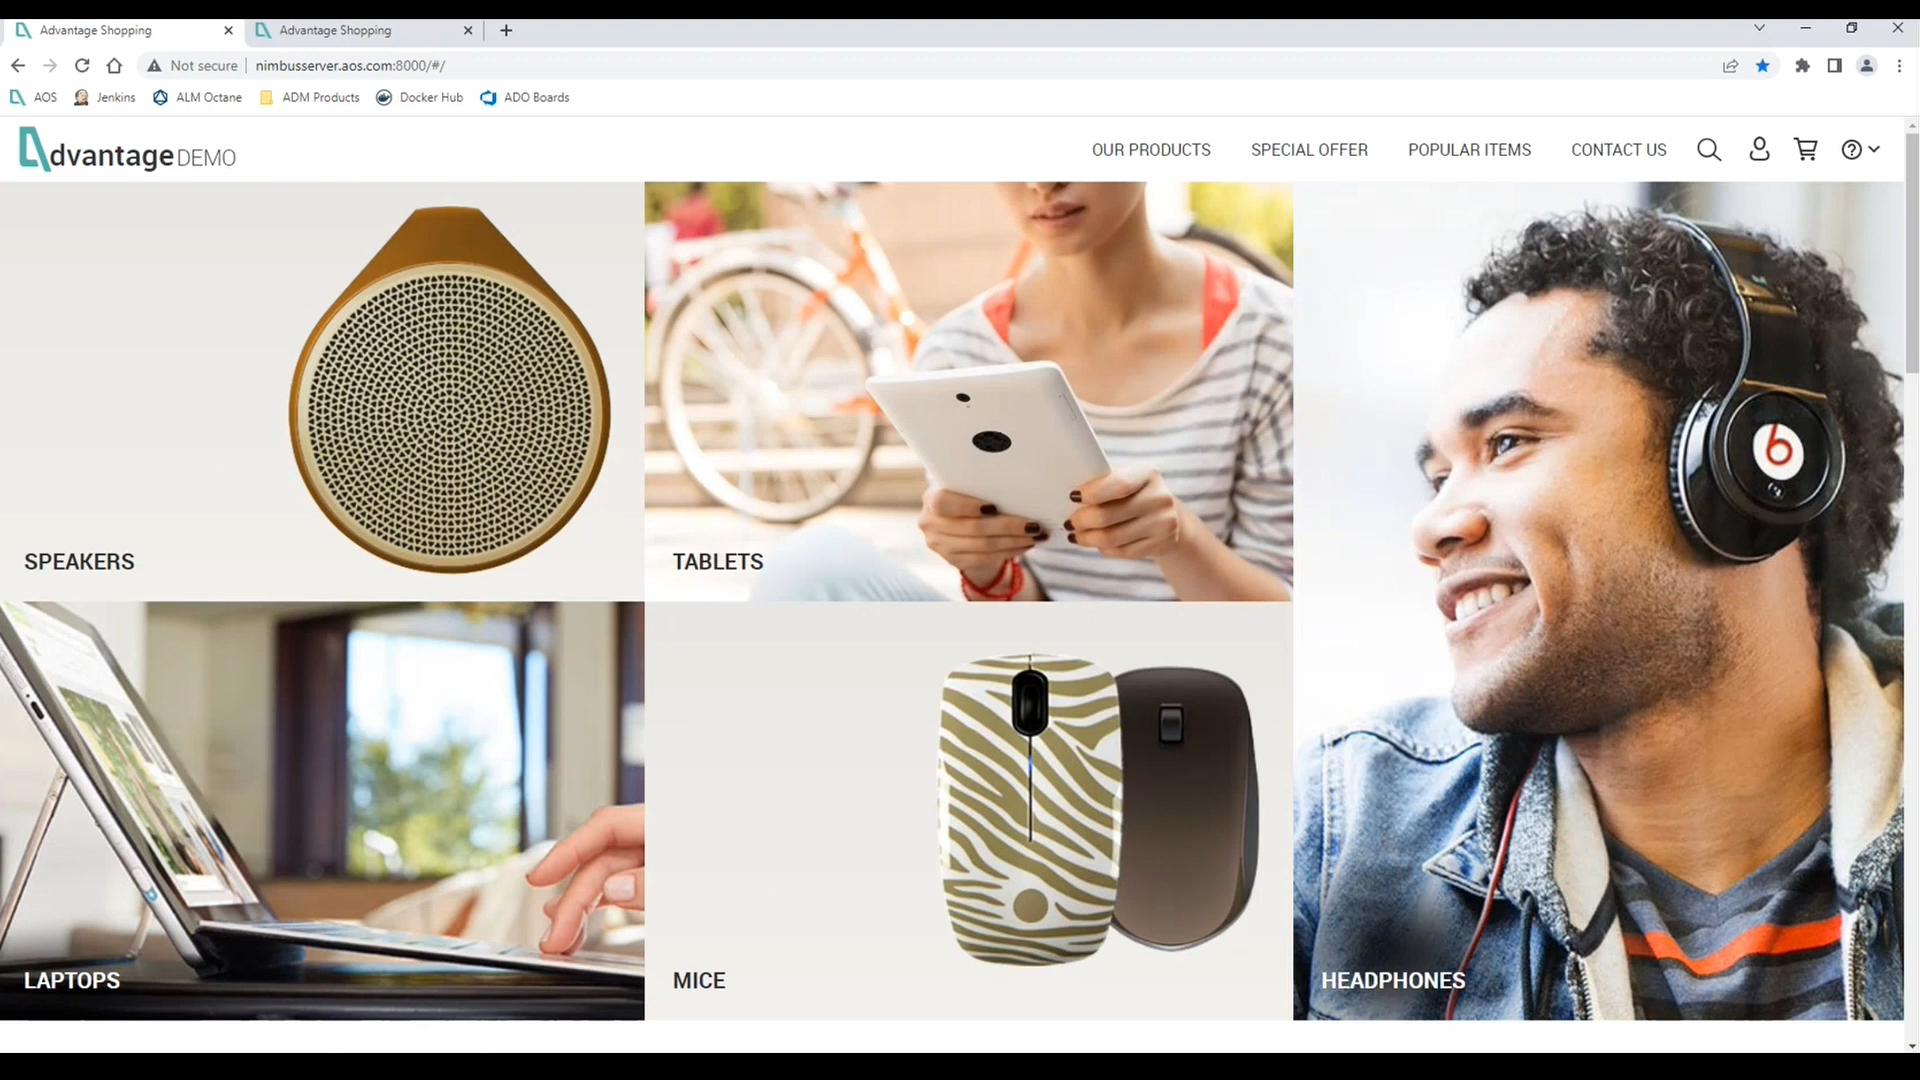 Advantage Shopping
Advantage Shopping
Not secure
nimbusserver.aos.com:8000/#/
AOS
Jenkins
ALM Octane
ADM Products
Docker Hub
ADO Boards
dvantage DEMO
OUR PRODUCTS
SPECIAL OFFER
POPULAR ITEMS
CONTACT US
SPEAKERS
TABLETS
b
LAPTOPS
MICE
HEADPHONES